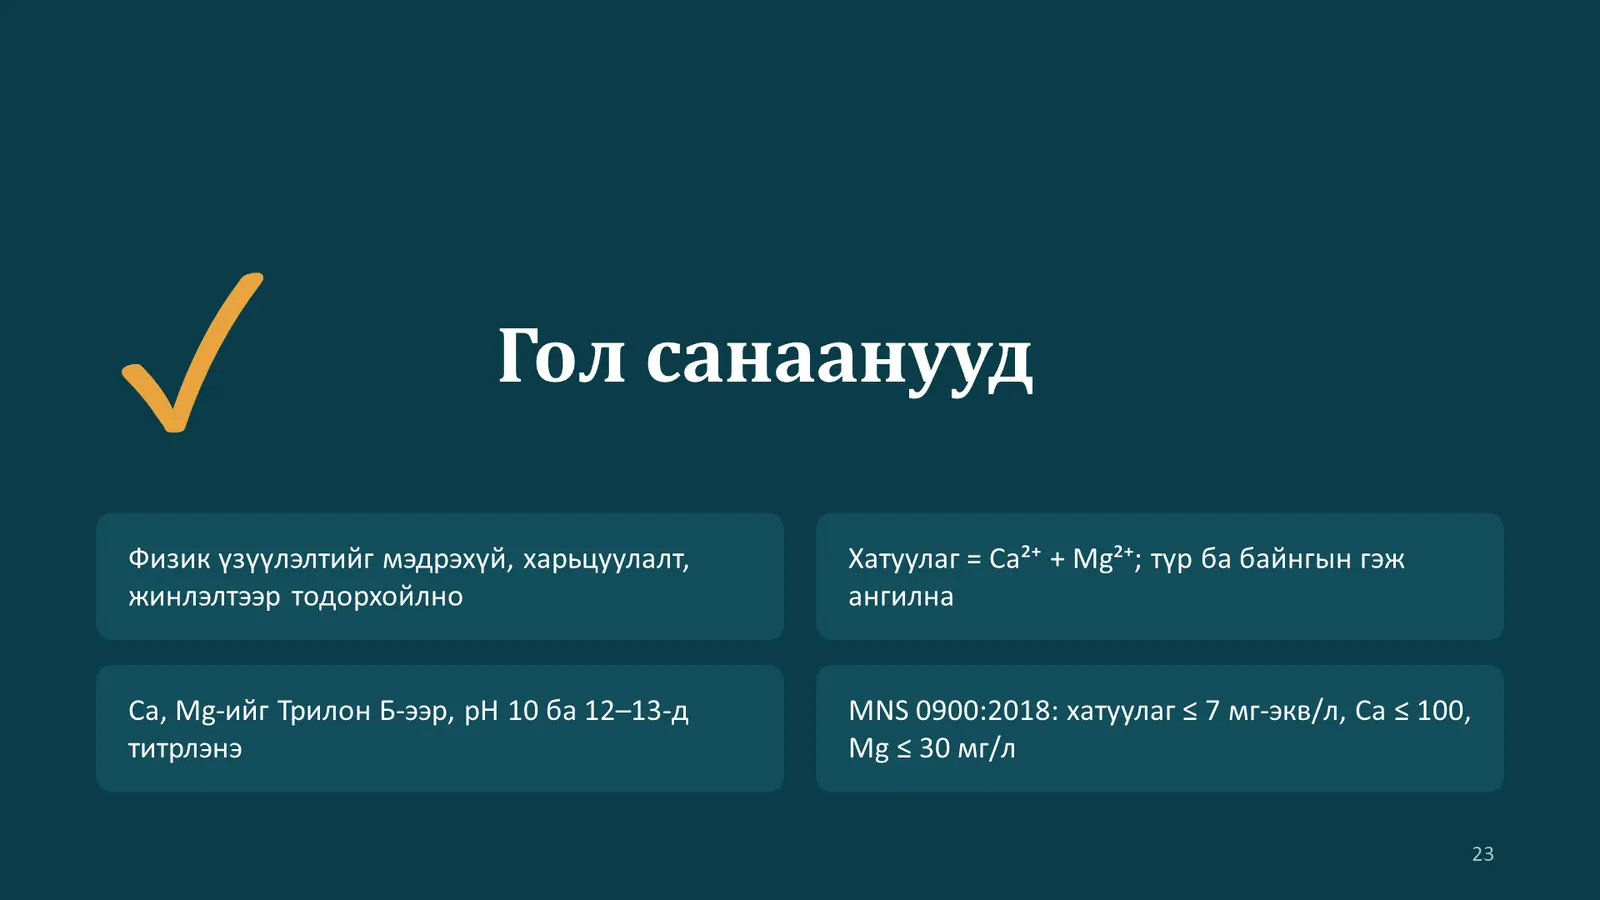 Гол санаанууд
Физик үзүүлэлтийг мэдрэхүй, харьцуулалт,
жинлэлтээр тодорхойлно
Хатуулаг = Ca²⁺ + Mg²⁺; түр ба байнгын гэж
ангилна
Ca, Mg-ийг Трилон Б-ээр, pH 10 ба 12–13-д
титрлэнэ
MNS 0900:2018: хатуулаг ≤ 7 мг-экв/л, Ca ≤ 100,
Mg ≤ 30 мг/л
23